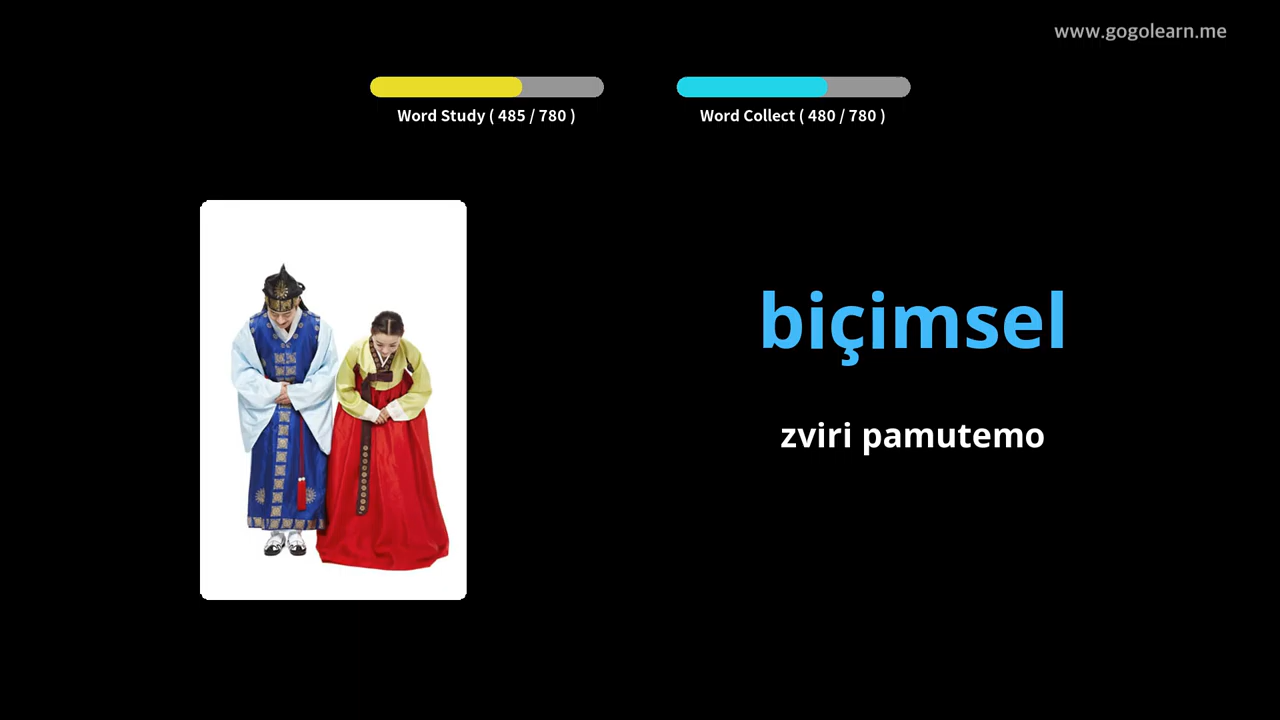 www.gogolearn.me
Word Study ( 485 / 780 )
Word Collect ( 480 / 780 )
biçimsel
zviri pamutemo